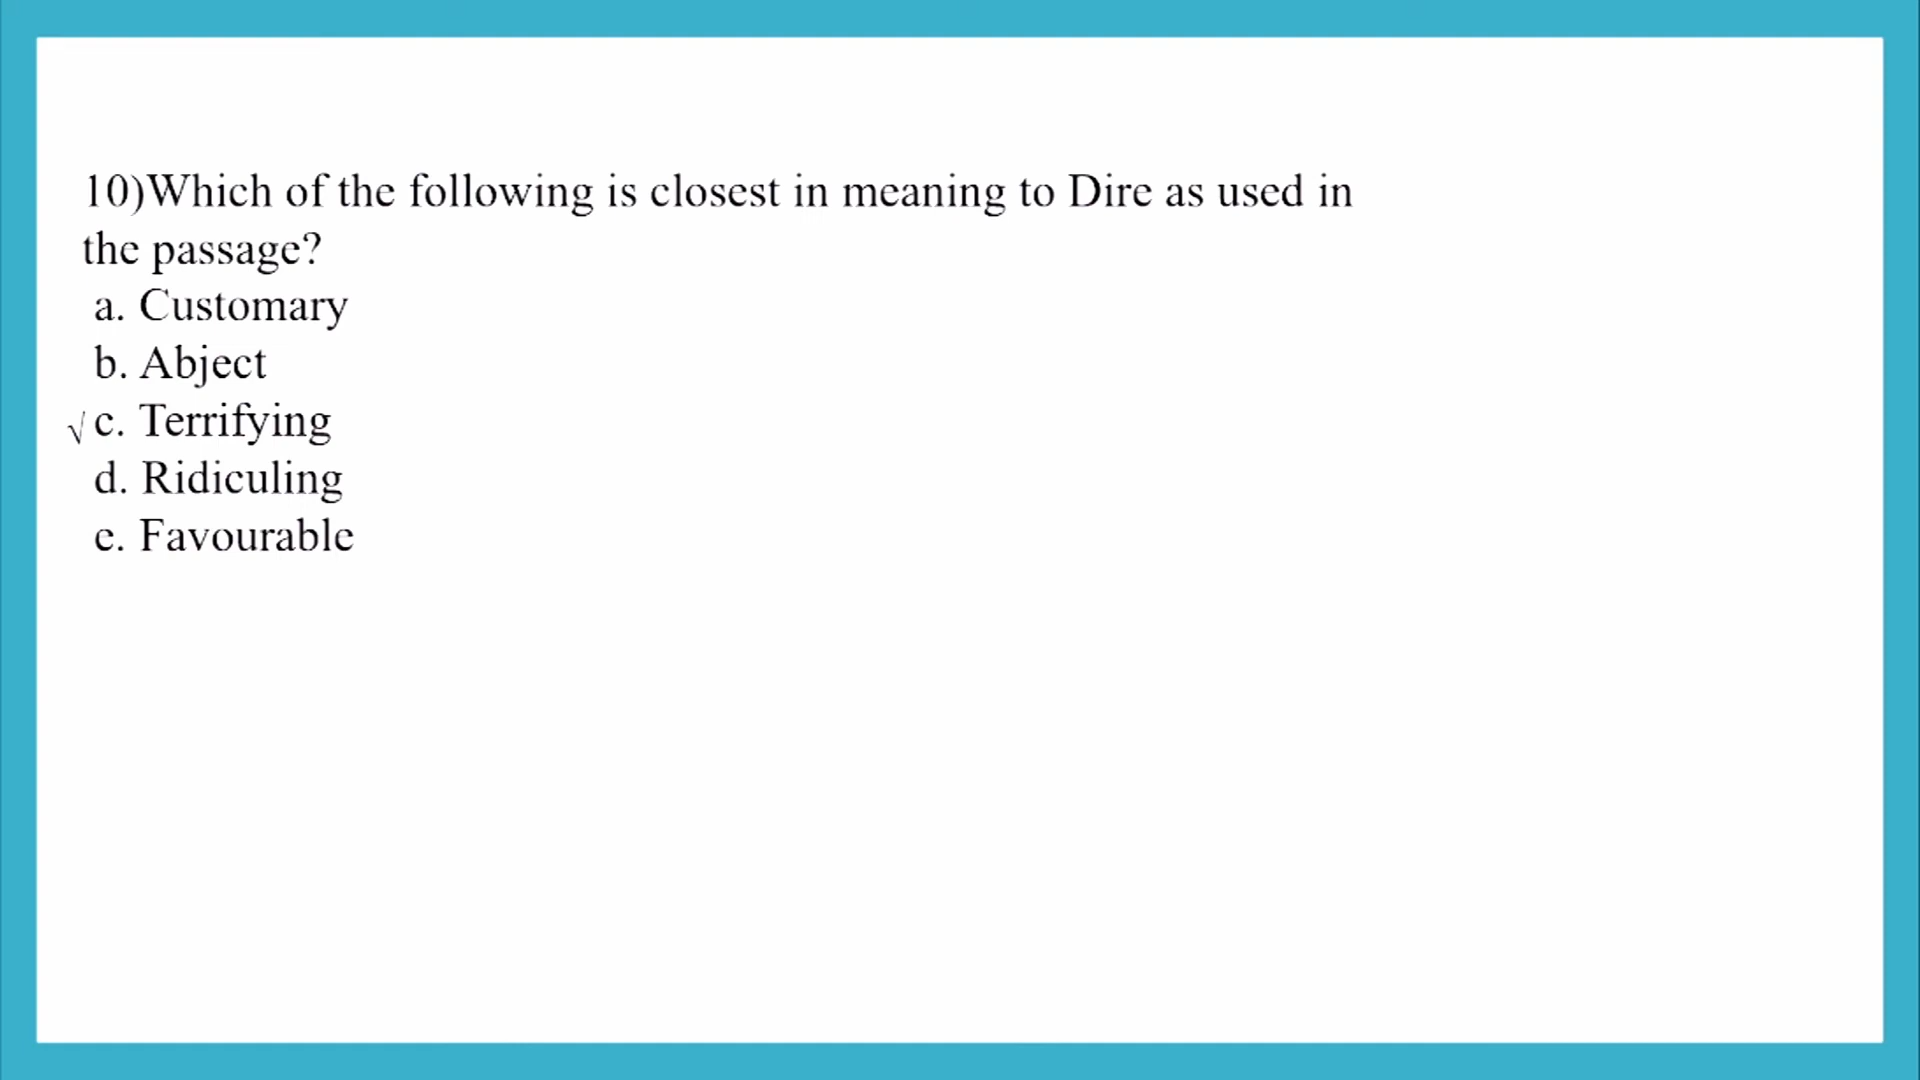 10)Which of the following is closest in meaning to Dire as used in
the passage?
a. Customary
b. Abject
√ c. Terrifying
d. Ridiculing
e. Favourable